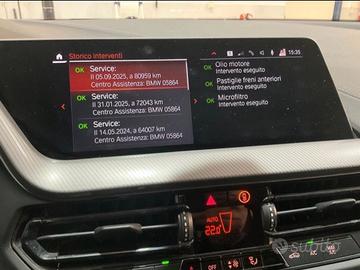 Storico interventi
15:35
OK Service:
Il 05.09.2025, a 80959 km
Centro Assistenza: BMW 05864
OK Service:
Il 31.01.2025, a 72043 km
Centro Assistenza: BMW 05864
OK Service:
Il 14.05.2024, a 64007 km
Centro Assistenza: BMW 05864
OK Olio motore
Intervento eseguito
OK Pastiglie freni anteriori
Intervento eseguito
OK Microfiltro
Intervento eseguito
AUTO
22.0
subito